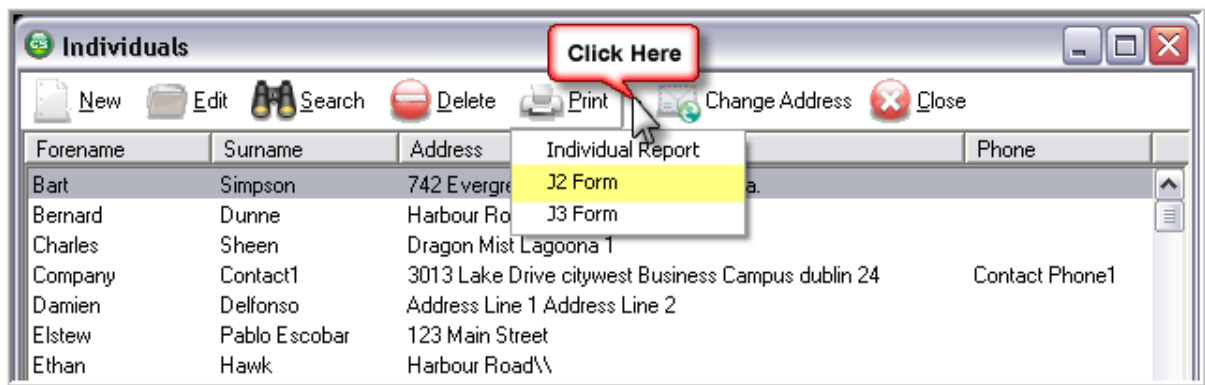 Individuals
Click Here
New Edit Search Delete Print Change Address Close
Forename Surname Address Phone
Individual Report
J2 Form
J3 Form
Bart Simpson 742 Evergre a.
Bernard Dunne Harbour Ro
Charles Sheen Dragon Mist Lagoona 1
Company Contact1 3013 Lake Drive citywest Business Campus dublin 24 Contact Phone1
Damien Delfonso Address Line 1 Address Line 2
Elstew Pablo Escobar 123 Main Street
Ethan Hawk Harbour Road\\